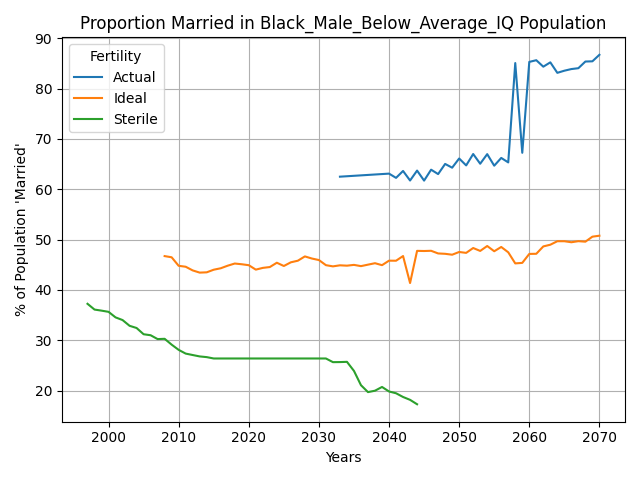 Proportion Married in Black_Male_Below_Average_IQ Population
% of Population 'Married'
90
80
70
60
50
40
30
20
Fertility
Actual
Ideal
Sterile
2000 2010 2020 2030 2040 2050 2060 2070
Years